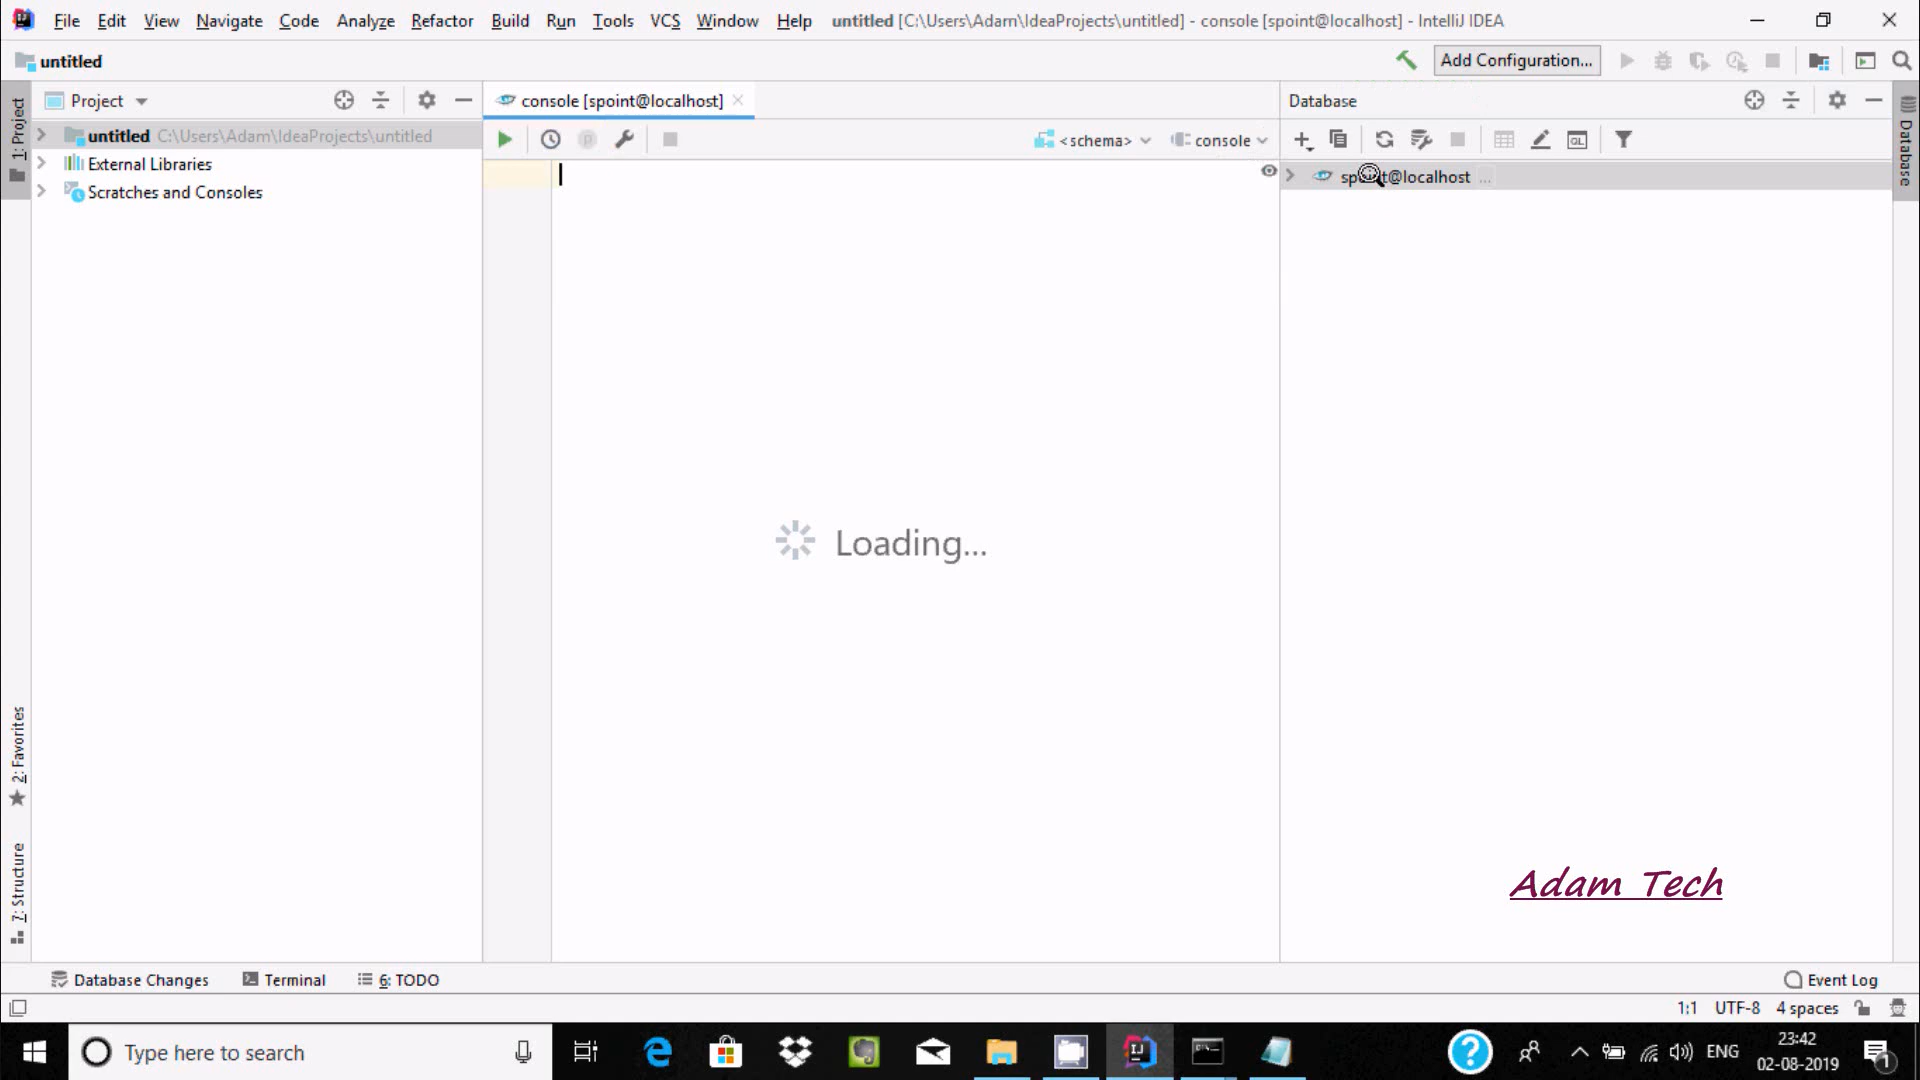 File Edit View Navigate Code Analyze Refactor Build Run Tools VCS Window Help untitled [C:\Users\Adam\IdeaProjects\untitled] - console [spoint@localhost] - IntelliJ IDEA
untitled
Add Configuration...
1: Project
Project
console [spoint@localhost]
Database
Database
untitled C:\Users\Adam\IdeaProjects\untitled
External Libraries
Scratches and Consoles
<schema>
console
QL
spoint@localhost ...
Loading...
2: Favorites
7: Structure
Adam Tech
Database Changes Terminal 6: TODO
Event Log
1:1 UTF-8 4 spaces
Type here to search
ENG
23:42
02-08-2019
1